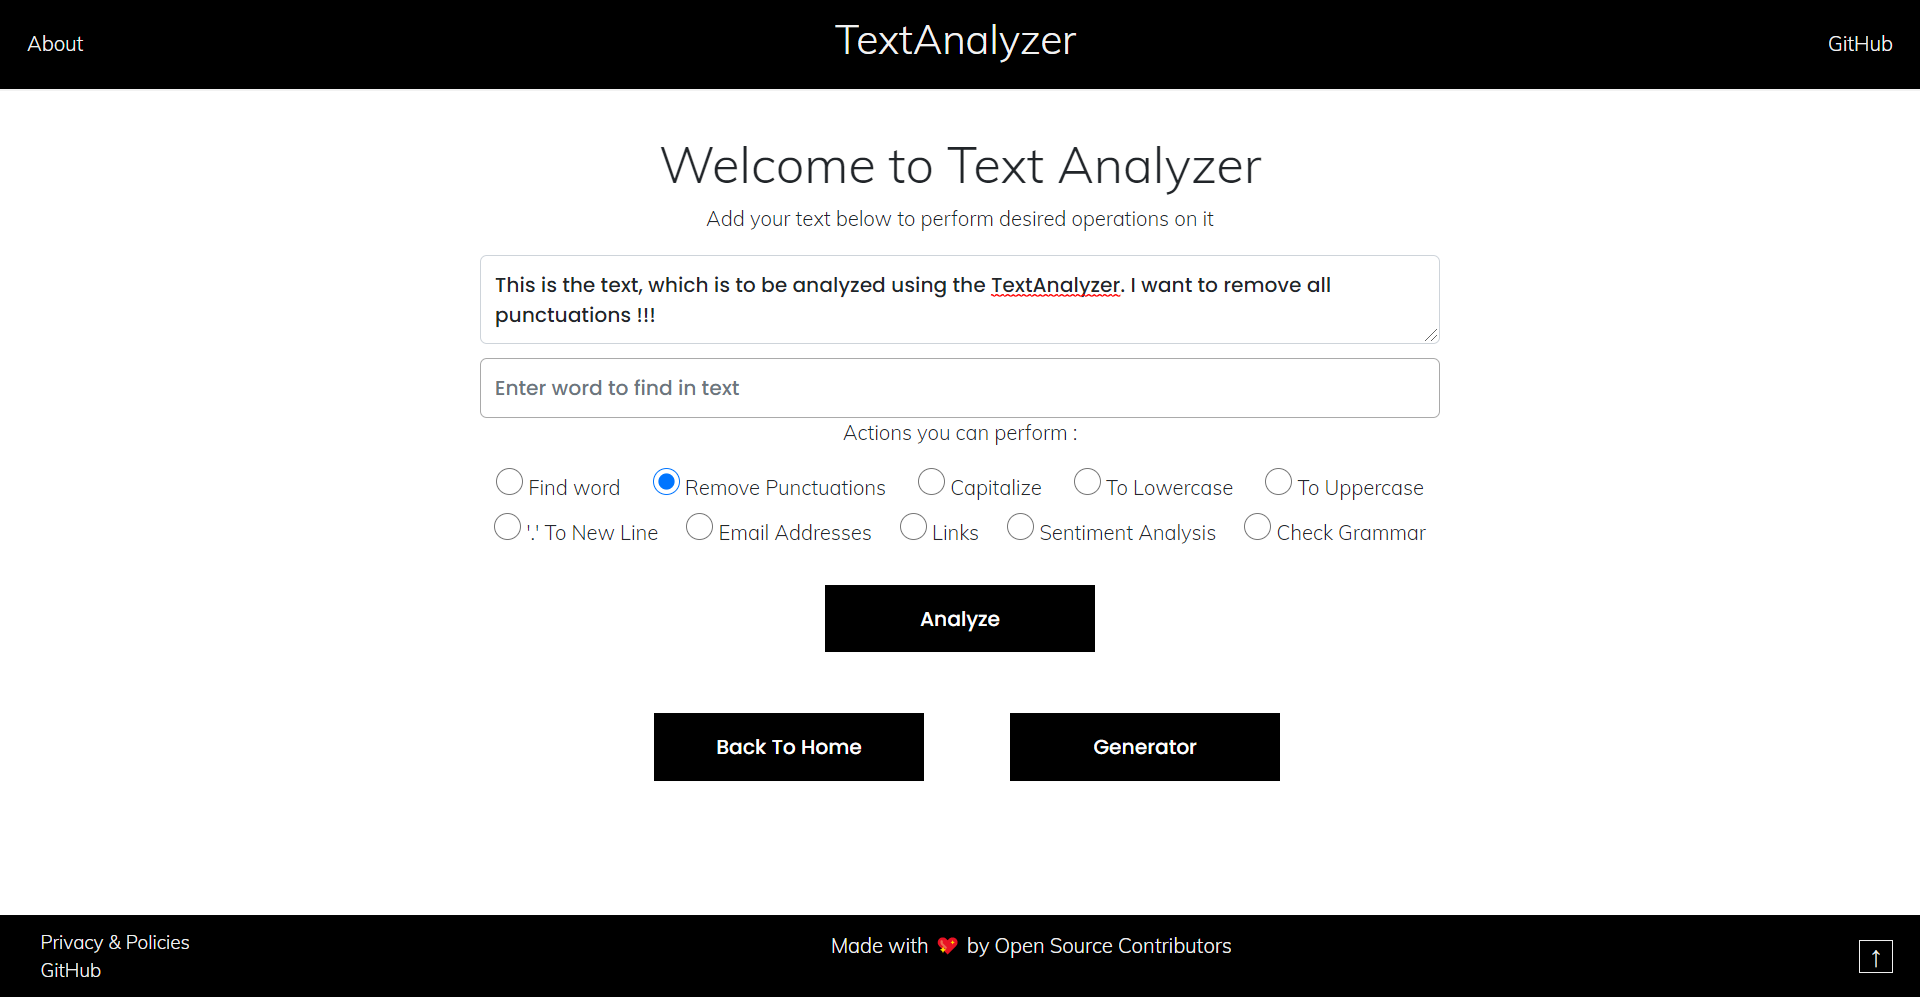 About
TextAnalyzer
GitHub
Welcome to Text Analyzer
Add your text below to perform desired operations on it
This is the text, which is to be analyzed using the TextAnalyzer. I want to remove all
punctuations !!!
Enter word to find in text
Actions you can perform :
Find word Remove Punctuations Capitalize To Lowercase To Uppercase
'.' To New Line Email Addresses Links Sentiment Analysis Check Grammar
Analyze
Back To Home
Generator
Privacy & Policies
GitHub
Made with 💖 by Open Source Contributors
↑